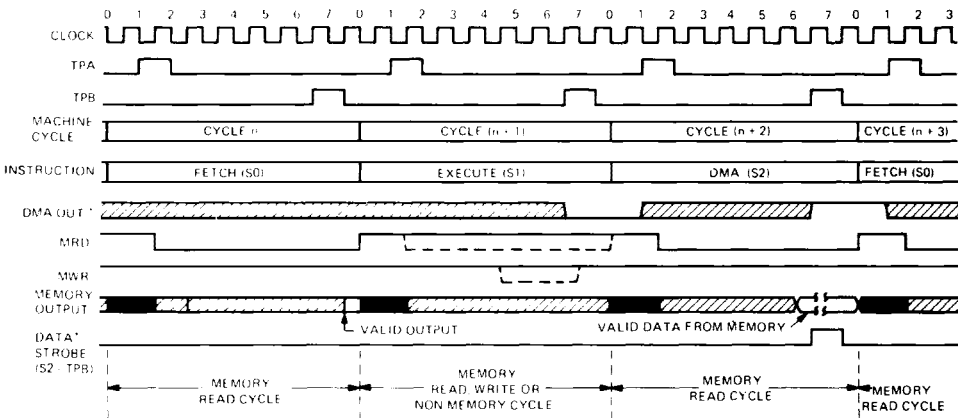 0 1 2 3 4 5 6 7 0 1 2 3 4 5 6 7 0 1 2 3 4 5 6 7 0 1 2 3
CLOCK
TPA
TPB
MACHINE CYCLE CYCLE n CYCLE (n + 1) CYCLE (n + 2) CYCLE (n + 3)
INSTRUCTION FETCH (S0) EXECUTE (S1) DMA (S2) FETCH (S0)
DMA OUT *
MRD
MWR
MEMORY OUTPUT
VALID OUTPUT VALID DATA FROM MEMORY
DATA* STROBE (S2 - TPB)
MEMORY READ CYCLE
MEMORY READ, WRITE OR NON MEMORY CYCLE
MEMORY READ CYCLE
MEMORY READ CYCLE